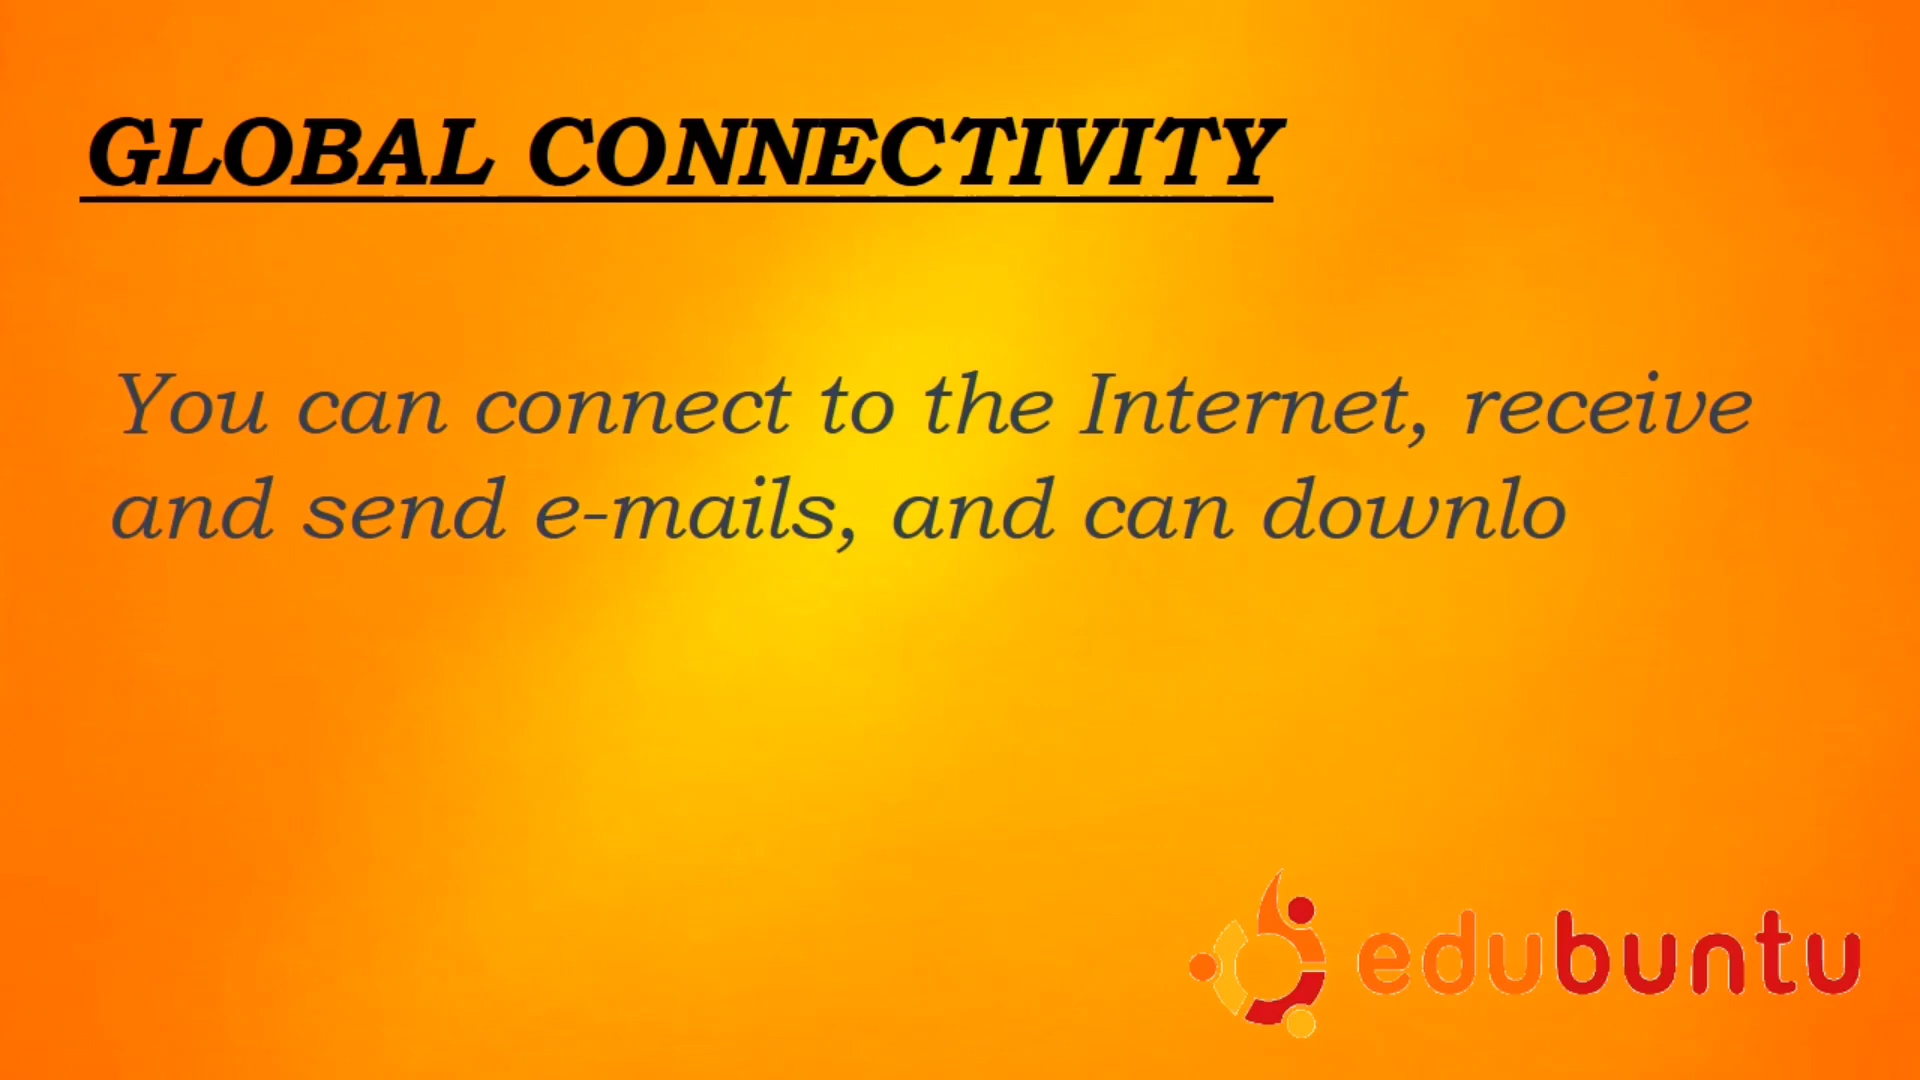 GLOBAL CONNECTIVITY
You can connect to the Internet, receive
and send e-mails, and can downlo
edubuntu